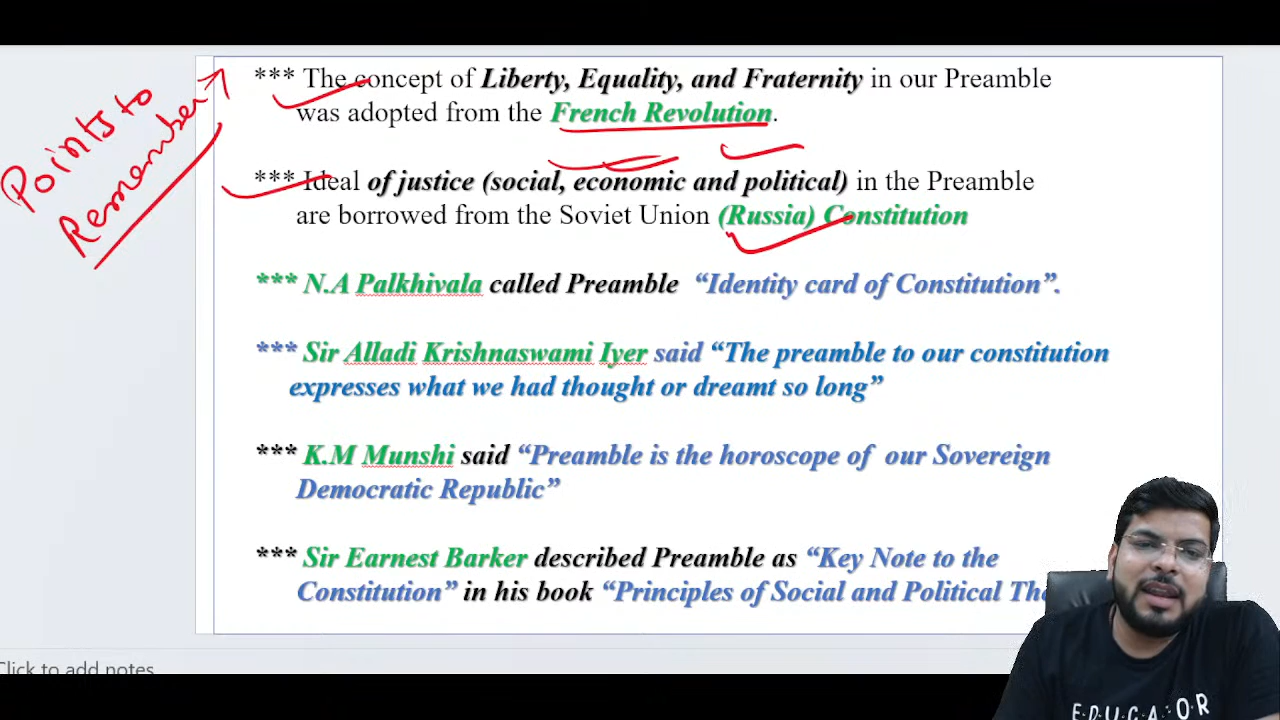 Points to
Remember
*** The concept of Liberty, Equality, and Fraternity in our Preamble
was adopted from the French Revolution.
*** Ideal of justice (social, economic and political) in the Preamble
are borrowed from the Soviet Union (Russia) Constitution
*** N.A Palkhivala called Preamble “Identity card of Constitution”.
*** Sir Alladi Krishnaswami Iyer said “The preamble to our constitution
expresses what we had thought or dreamt so long”
*** K.M Munshi said “Preamble is the horoscope of our Sovereign
Democratic Republic”
*** Sir Earnest Barker described Preamble as “Key Note to the
Constitution” in his book “Principles of Social and Political
Click to add notes
EDUCATOR